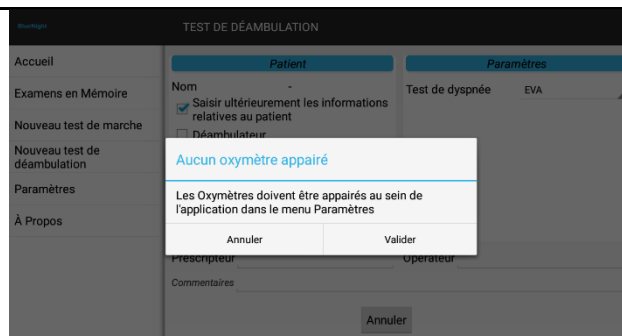 BlueNight
TEST DE DÉAMBULATION
Accueil
Examens en Mémoire
Nouveau test de marche
Nouveau test de
déambulation
Paramètres
À Propos
Patient
Nom -
Saisir ultérieurement les informations
relatives au patient
Déambulateur
Paramètres
Test de dyspnée EVA
Aucun oxymètre appairé
Les Oxymètres doivent être appairés au sein de
l'application dans le menu Paramètres
Annuler Valider
Prescripteur Opérateur
Commentaires
Annuler